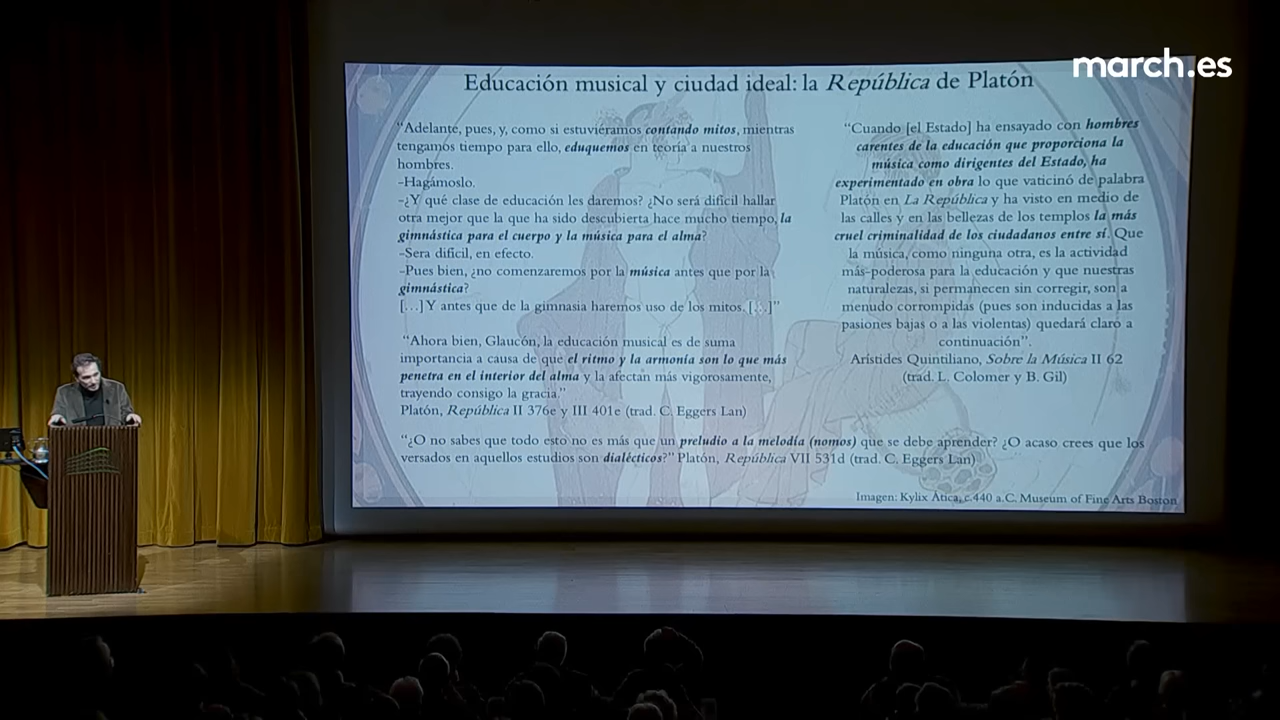 march.es
Educación musical y ciudad ideal: la República de Platón
“Adelante, pues, y, como si estuviéramos contando mitos, mientras
tengamos tiempo para ello, eduquemos en teoría a nuestros
hombres.
-Hagámoslo.
-¿Y qué clase de educación les daremos? ¿No será difícil hallar
otra mejor que la que ha sido descubierta hace mucho tiempo, la
gimnástica para el cuerpo y la música para el alma?
-Sera difícil, en efecto.
-Pues bien, ¿no comenzaremos por la música antes que por la
gimnástica?
[…] Y antes que de la gimnasia haremos uso de los mitos. […]”
“Ahora bien, Glaucón, la educación musical es de suma
importancia a causa de que el ritmo y la armonía son lo que más
penetra en el interior del alma y la afectan más vigorosamente,
trayendo consigo la gracia.”
Platón, República II 376e y III 401e (trad. C. Eggers Lan)
“Cuando [el Estado] ha ensayado con hombres
carentes de la educación que proporciona la
música como dirigentes del Estado, ha
experimentado en obra lo que vaticinó de palabra
Platón en La República y ha visto en medio de
las calles y en las bellezas de los templos la más
cruel criminalidad de los ciudadanos entre sí. Que
la música, como ninguna otra, es la actividad
más poderosa para la educación y que nuestras
naturalezas, si permanecen sin corregir, son a
menudo corrompidas (pues son inducidas a las
pasiones bajas o a las violentas) quedará claro a
continuación”.
Arístides Quintiliano, Sobre la Música II 62
(trad. L. Colomer y B. Gil)
“¿O no sabes que todo esto no es más que un preludio a la melodía (nomos) que se debe aprender? ¿O acaso crees que los
versados en aquellos estudios son dialécticos?” Platón, República VII 531d (trad. C. Eggers Lan)
Imagen: Kylix Ática, c.440 a.C. Museum of Fine Arts Boston